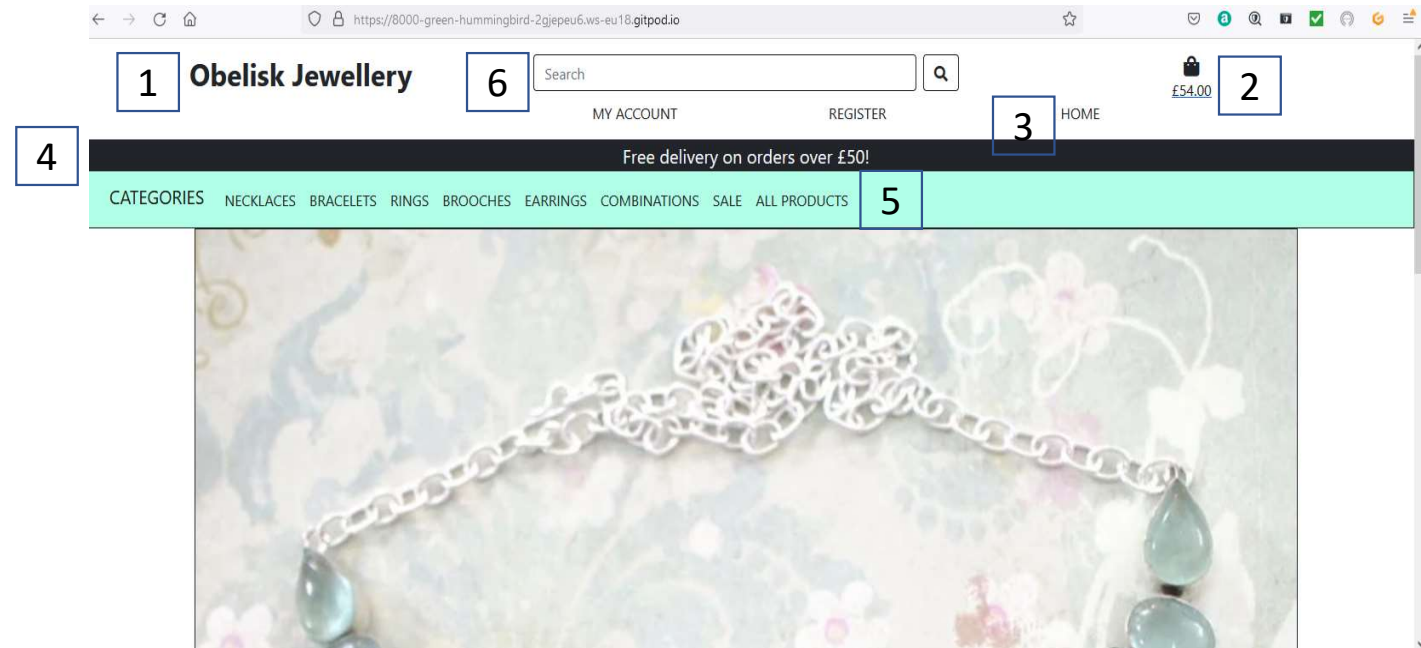 https://8000-green-hummingbird-2gjepeu6.ws-eu18.gitpod.io
1
Obelisk Jewellery
6
Search
£54.00
2
MY ACCOUNT
REGISTER
3
HOME
4
Free delivery on orders over £50!
CATEGORIES NECKLACES BRACELETS RINGS BROOCHES EARRINGS COMBINATIONS SALE ALL PRODUCTS
5